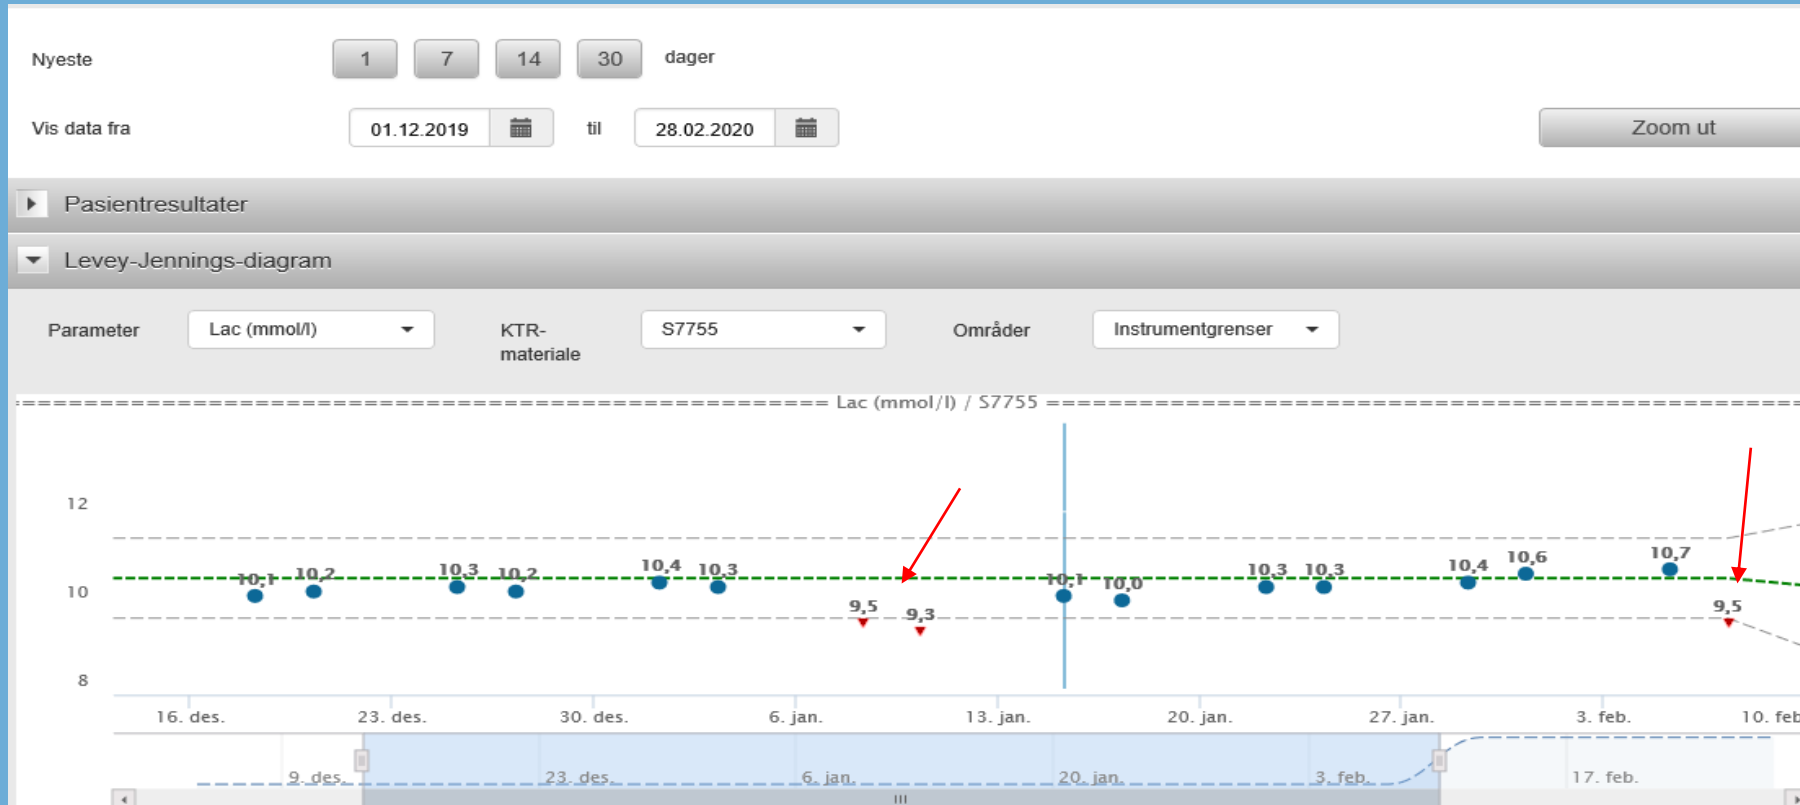 Nyeste 1 7 14 30 dager
Vis data fra 01.12.2019 til 28.02.2020 Zoom ut
Pasientresultater
Levey-Jennings-diagram
Parameter Lac (mmol/l) KTR-materiale S7755 Områder Instrumentgrenser
Lac (mmol/l) / S7755
12
10
8
10,1 10,2 10,3 10,2 10,4 10,3 9,5 9,3 10,1 10,0 10,3 10,3 10,4 10,6 10,7 9,5
16. des. 23. des. 30. des. 6. jan. 13. jan. 20. jan. 27. jan. 3. feb. 10. feb
9. des. 23. des. 6. jan. 20. jan. 3. feb. 17. feb.